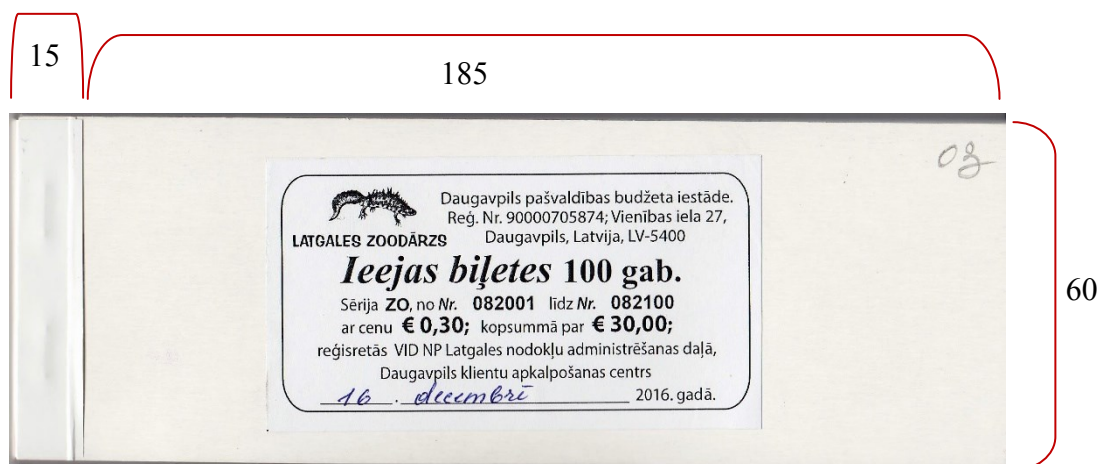 15
185
03
Daugavpils pašvaldības budžeta iestāde.
Reģ. Nr. 90000705874; Vienības iela 27,
Daugavpils, Latvija, LV-5400
LATGALES ZOODĀRZS
Ieejas biļetes 100 gab.
Sērija ZO, no Nr. 082001 līdz Nr. 082100
ar cenu € 0,30; kopsummā par € 30,00;
reģisretās VID NP Latgales nodokļu administrēšanas daļā,
Daugavpils klientu apkalpošanas centrs
16. decembrī 2016. gadā.
60